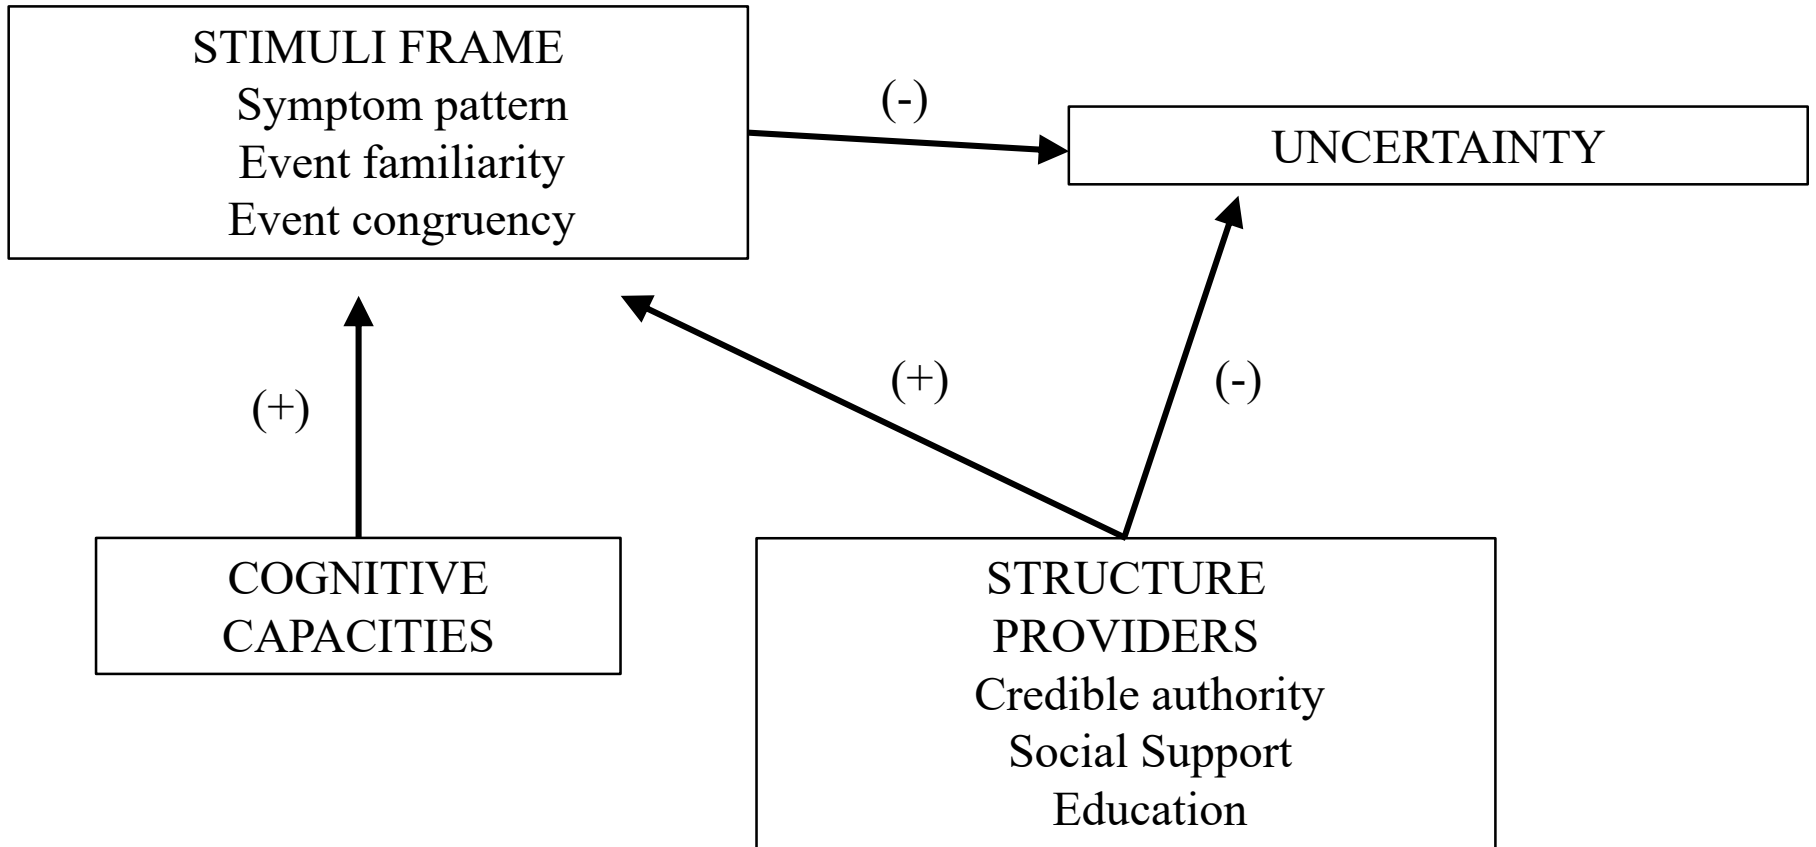 STIMULI FRAME
Symptom pattern
Event familiarity
Event congruency
(-)
UNCERTAINTY
(+)
(+)
(-)
COGNITIVE
CAPACITIES
STRUCTURE
PROVIDERS
Credible authority
Social Support
Education